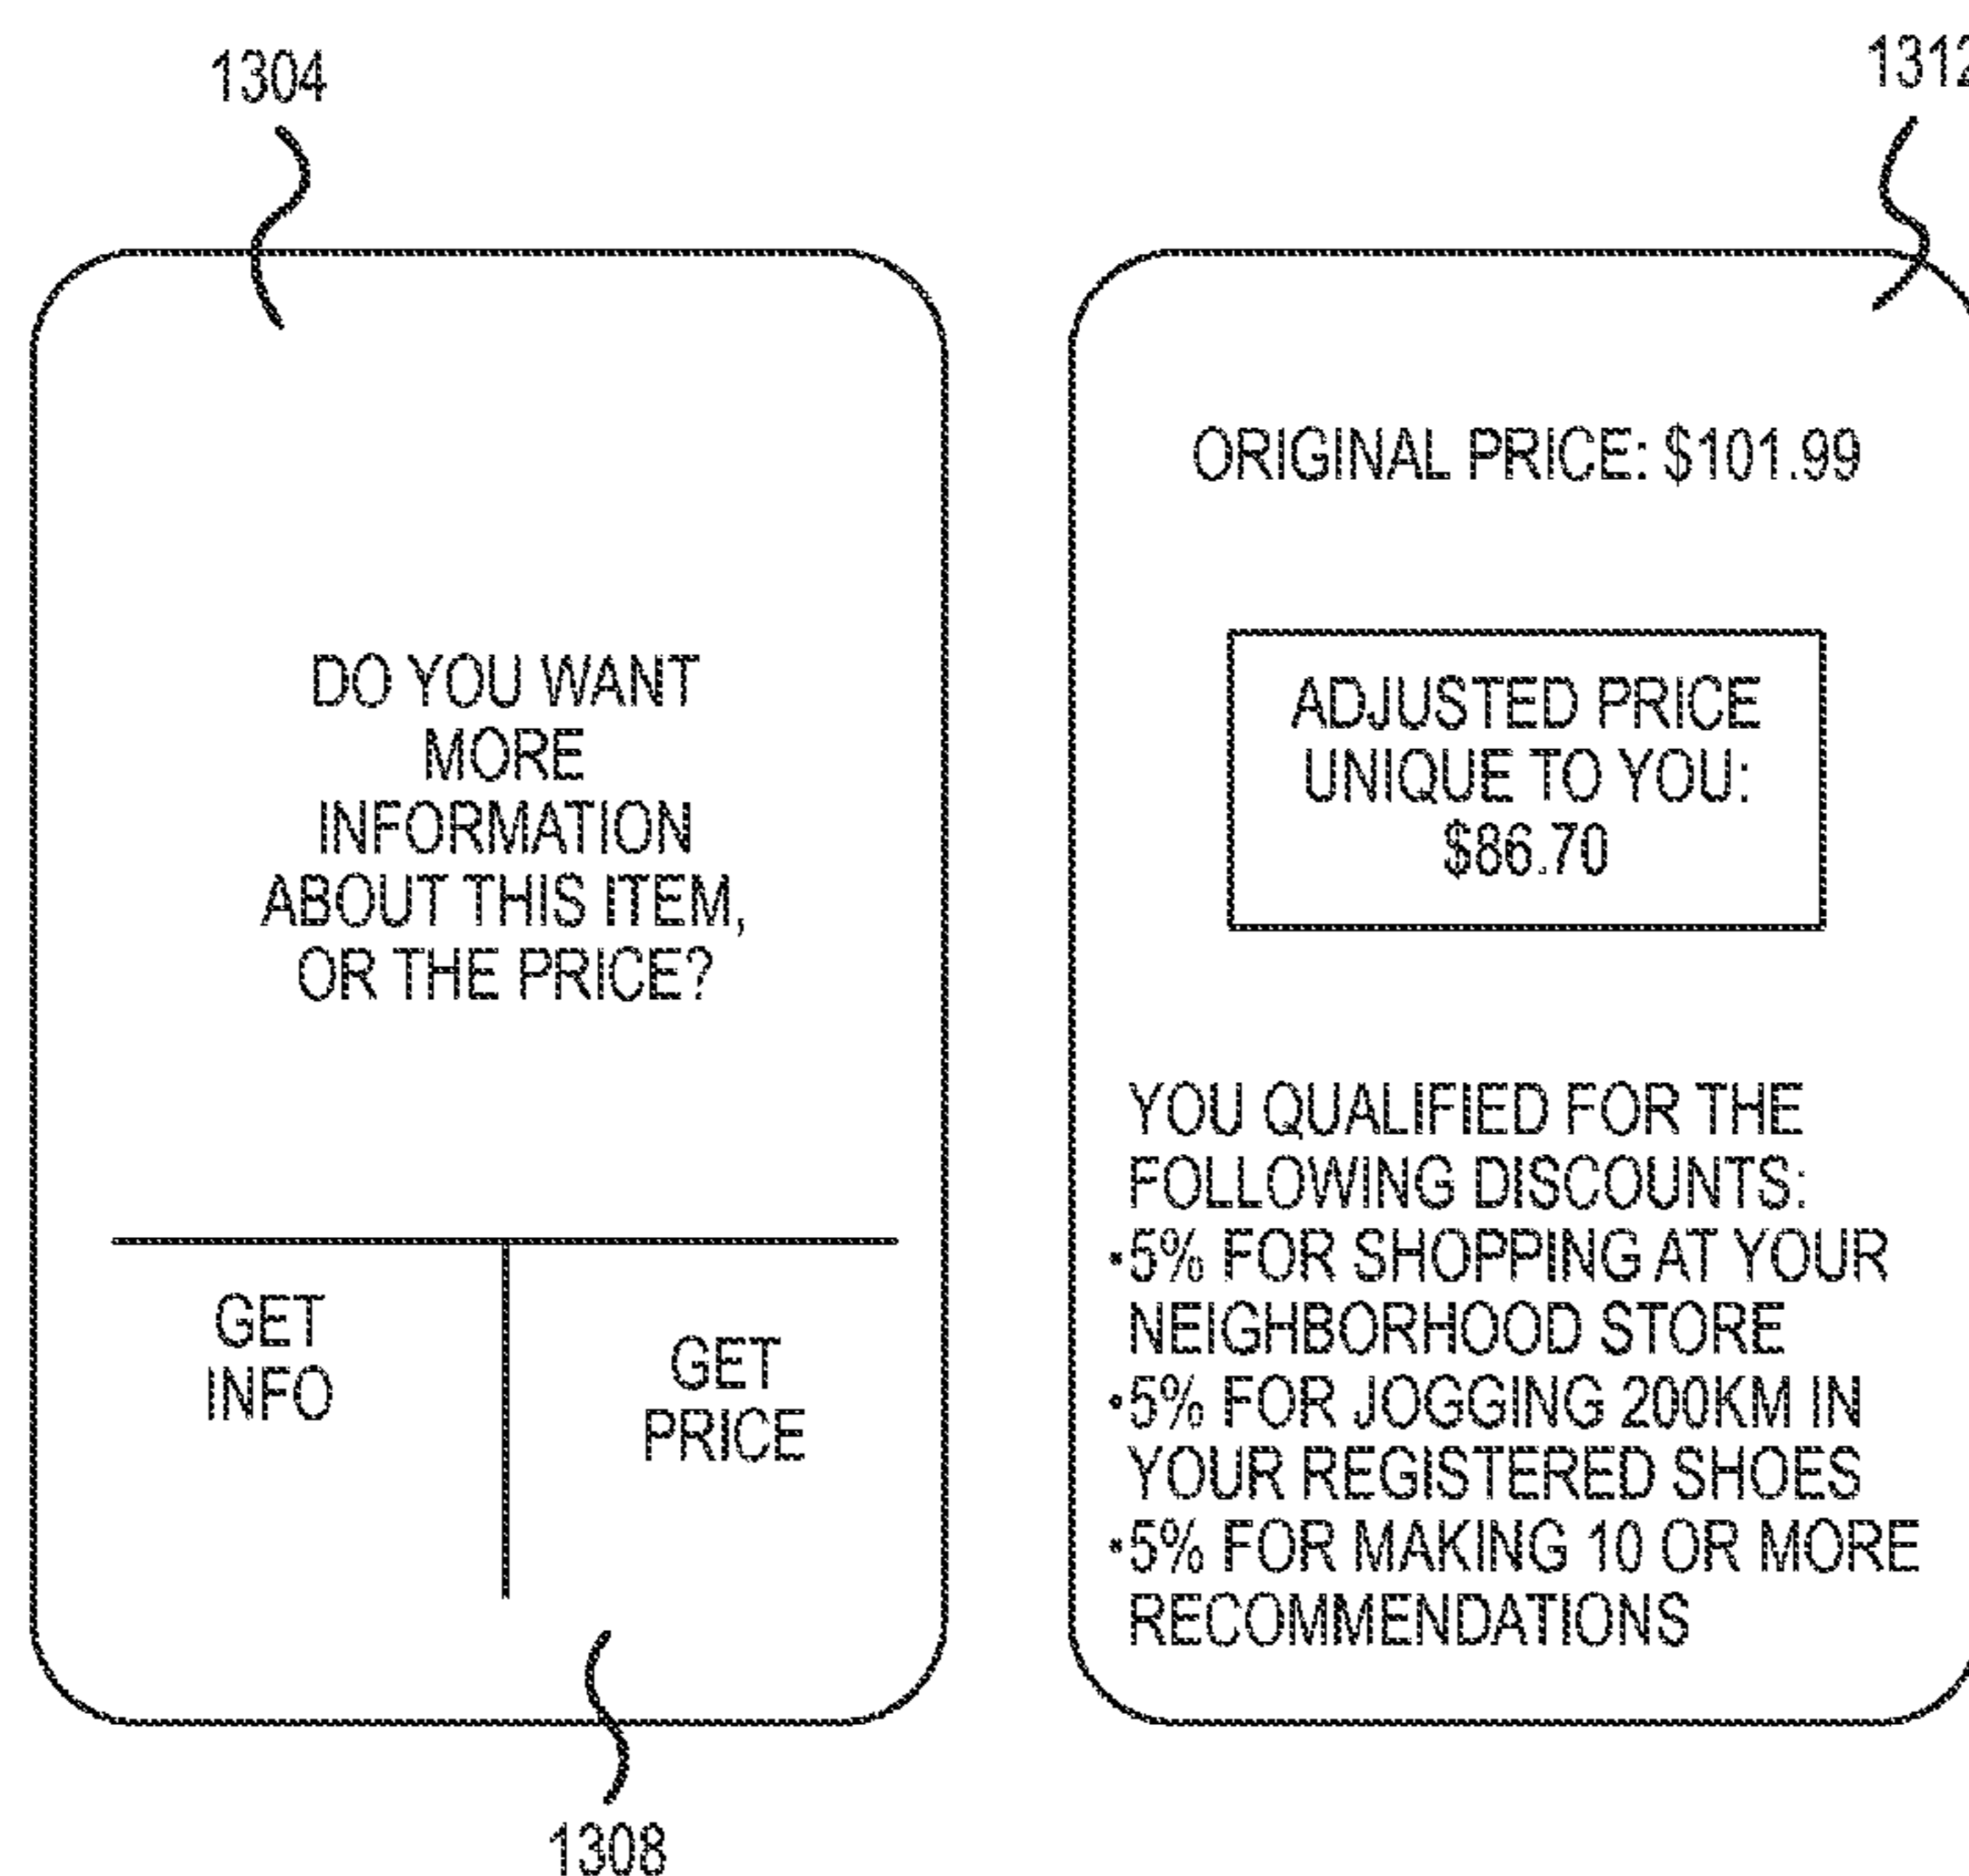 1304
DO YOU WANT
MORE
INFORMATION
ABOUT THIS ITEM,
OR THE PRICE?
GET
INFO
GET
PRICE
1308
1312
ORIGINAL PRICE: $101.99
ADJUSTED PRICE
UNIQUE TO YOU:
$86.70
YOU QUALIFIED FOR THE
FOLLOWING DISCOUNTS:
•5% FOR SHOPPING AT YOUR
NEIGHBORHOOD STORE
•5% FOR JOGGING 200KM IN
YOUR REGISTERED SHOES
•5% FOR MAKING 10 OR MORE
RECOMMENDATIONS